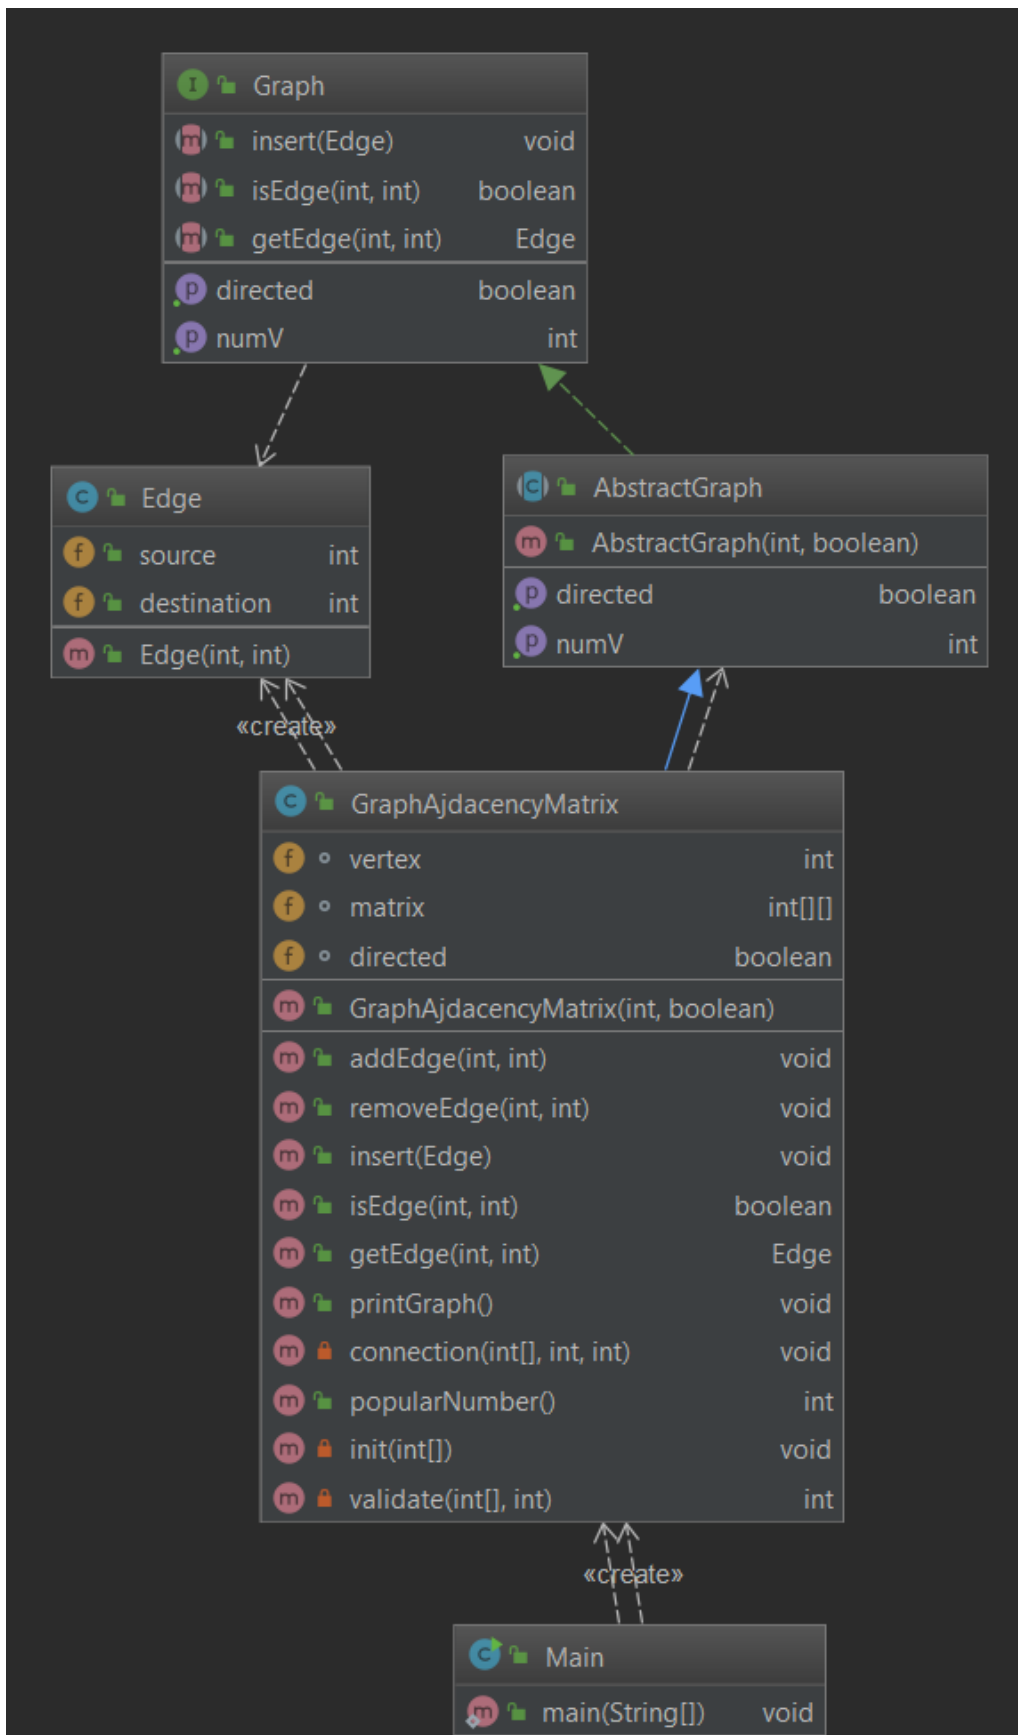 Graph
insert(Edge) void
isEdge(int, int) boolean
getEdge(int, int) Edge
directed boolean
numV int
Edge
source int
destination int
Edge(int, int)
AbstractGraph
AbstractGraph(int, boolean)
directed boolean
numV int
«create»
GraphAjdacencyMatrix
vertex int
matrix int[][]
directed boolean
GraphAjdacencyMatrix(int, boolean)
addEdge(int, int) void
removeEdge(int, int) void
insert(Edge) void
isEdge(int, int) boolean
getEdge(int, int) Edge
printGraph() void
connection(int[], int, int) void
popularNumber() int
init(int[]) void
validate(int[], int) int
«create»
Main
main(String[]) void